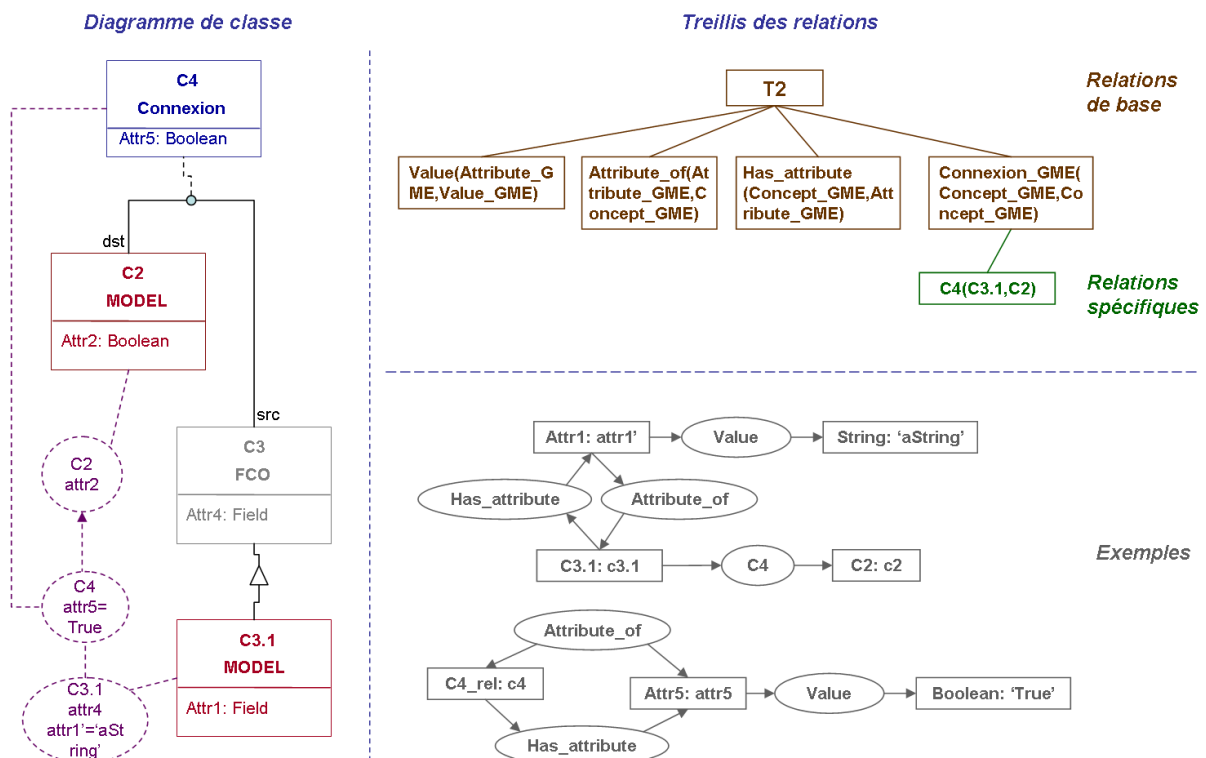 Diagramme de classe
C4
Connexion
Attr5: Boolean
dst
C2
MODEL
Attr2: Boolean
src
C3
FCO
Attr4: Field
C2
attr2
C4
attr5=
True
C3.1
MODEL
Attr1: Field
C3.1
attr4
attr1’=‘aSt
ring’
Treillis des relations
T2
Relations
de base
Value(Attribute_G
ME,Value_GME)
Attribute_of(At
tribute_GME,C
oncept_GME)
Has_attribute
(Concept_GME,Att
ribute_GME)
Connexion_GME(
Concept_GME,Co
ncept_GME)
C4(C3.1,C2)
Relations
spécifiques
Attr1: attr1’
Value
String: ‘aString’
Has_attribute
Attribute_of
C3.1: c3.1
C4
C2: c2
Exemples
Attribute_of
C4_rel: c4
Attr5: attr5
Value
Boolean: ‘True’
Has_attribute